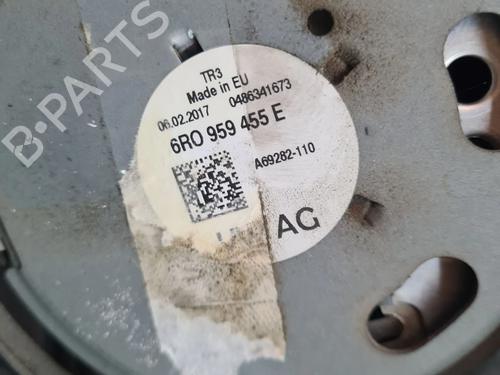 B-PARTS
TR3
Made in EU
06.02.2017 0486341673
6R0 959 455 E
A69282-110
AG